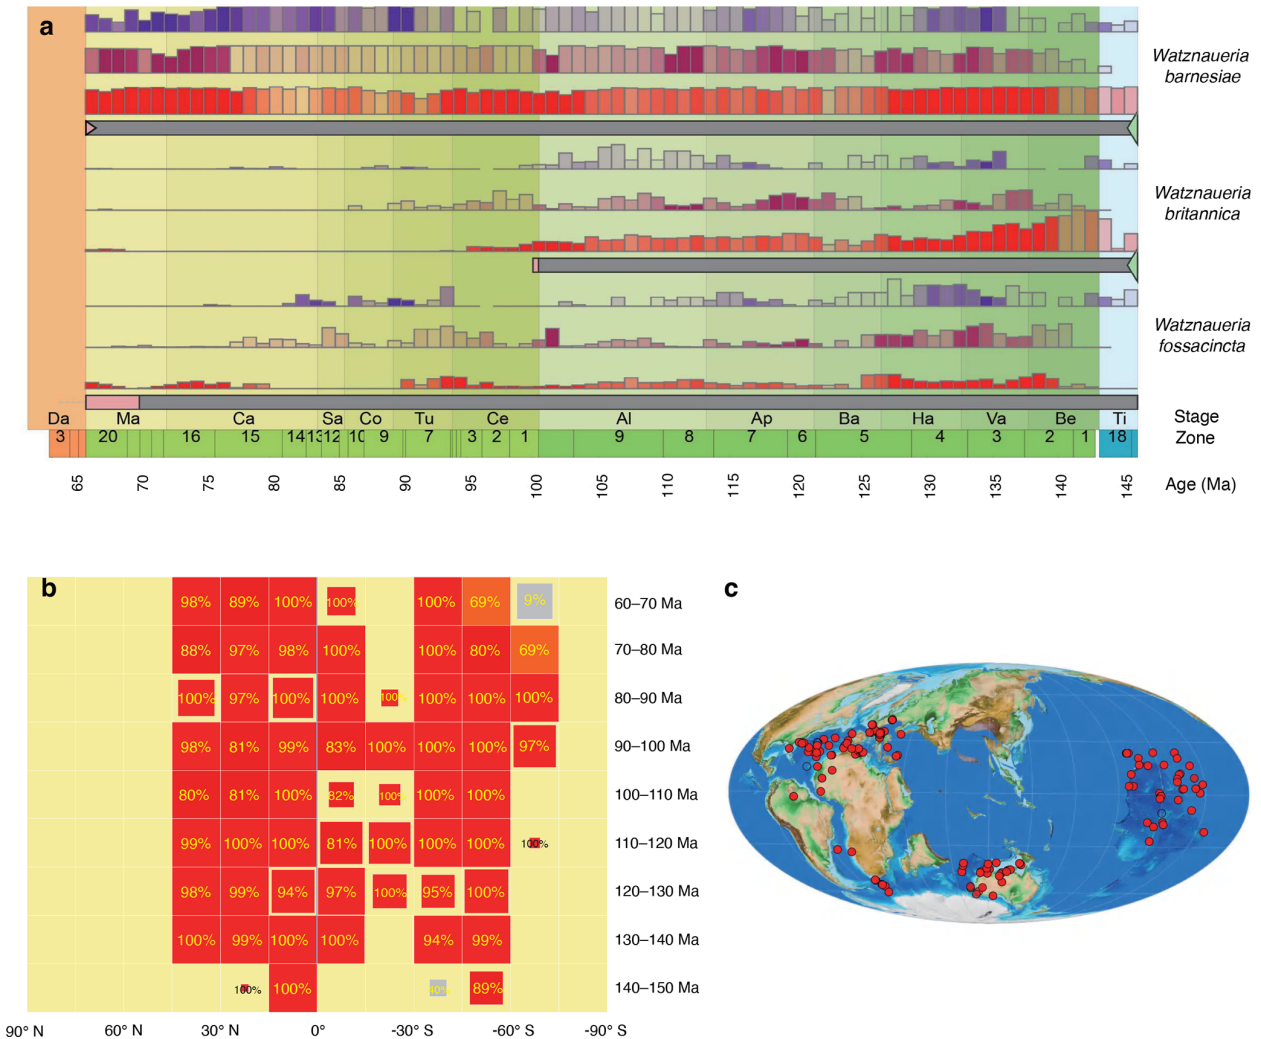 a
Watznaueria
barnesiae
Watznaueria
britannica
Watznaueria
fossacincta
Da Ma Ca Sa Co Tu Ce Al Ap Ba Ha Va Be Ti Stage
3 20 16 15 14 13 12 10 9 7 3 2 1 9 8 7 6 5 4 3 2 1 18 Zone
65 70 75 80 85 90 95 100 105 110 115 120 125 130 135 140 145 Age (Ma)
b
98% 89% 100% 100% 100% 69% 9% 60–70 Ma
88% 97% 98% 100% 100% 80% 69% 70–80 Ma
100% 97% 100% 100% 100% 100% 100% 100% 80–90 Ma
98% 81% 99% 83% 100% 100% 100% 97% 90–100 Ma
80% 81% 100% 82% 100% 100% 100% 100–110 Ma
99% 100% 100% 81% 100% 100% 100% 100% 110–120 Ma
98% 99% 94% 97% 100% 95% 100% 120–130 Ma
100% 99% 100% 100% 94% 99% 130–140 Ma
100% 100% 40% 89% 140–150 Ma
90° N 60° N 30° N 0° -30° S -60° S -90° S
c